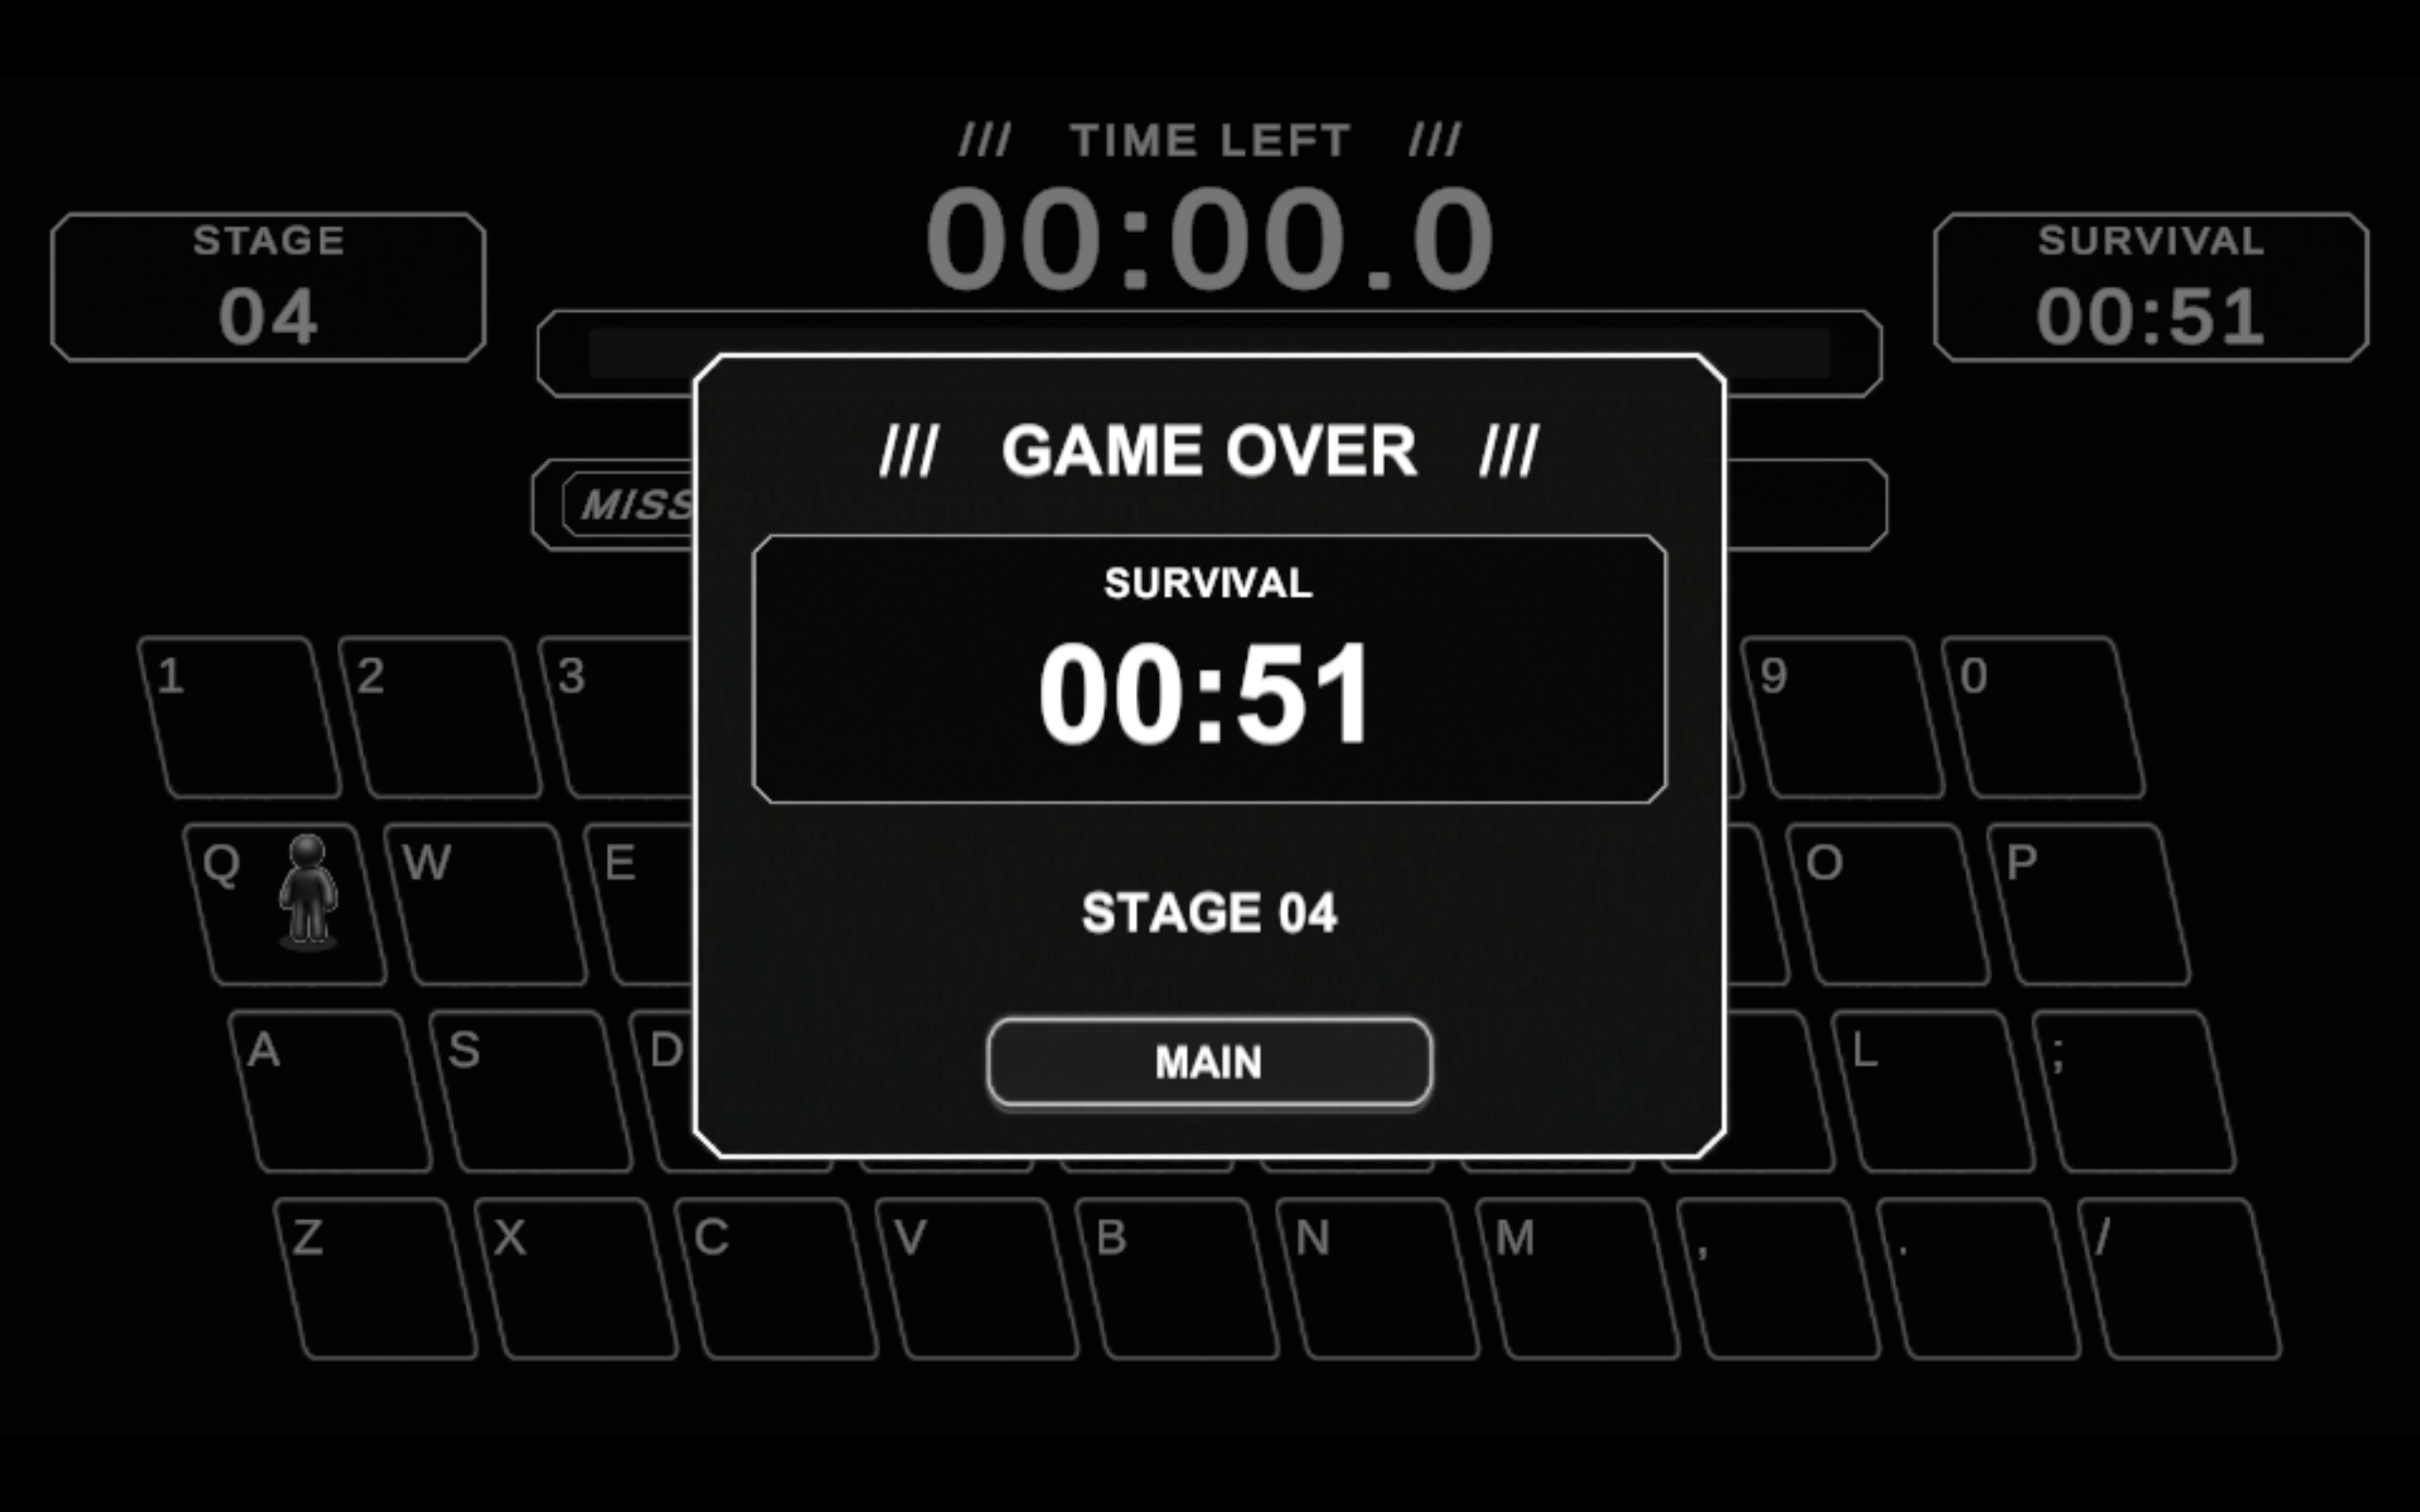 /// TIME LEFT ///
00:00.0
STAGE
04
SURVIVAL
00:51
MISS
/// GAME OVER ///
SURVIVAL
00:51
STAGE 04
MAIN
1 2 3 9 0
Q W E O P
A S D L ;
Z X C V B N M , . /